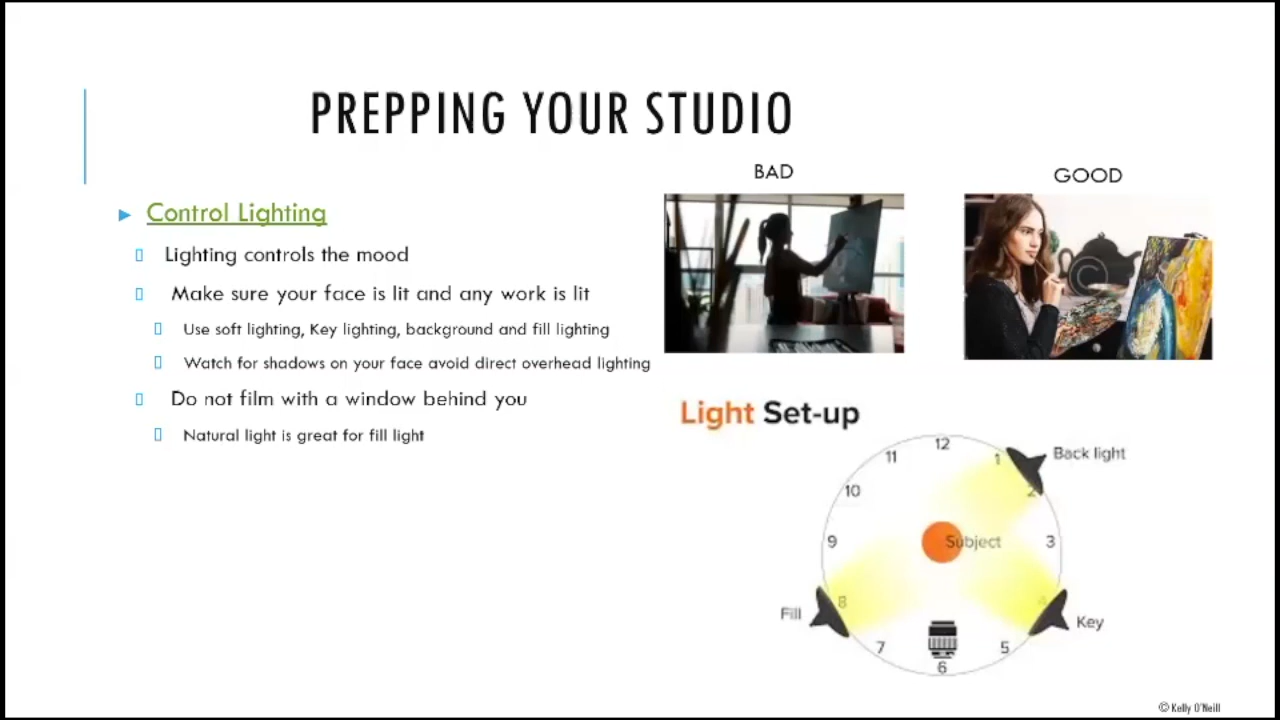 PREPPING YOUR STUDIO
Control Lighting
Lighting controls the mood
Make sure your face is lit and any work is lit
Use soft lighting, Key lighting, background and fill lighting
Watch for shadows on your face avoid direct overhead lighting
Do not film with a window behind you
Natural light is great for fill light
BAD
GOOD
Light Set-up
12
11
1
Back light
10
2
9
Subject
3
8
4
Fill
Key
7
5
6
© Kelly O'Neill